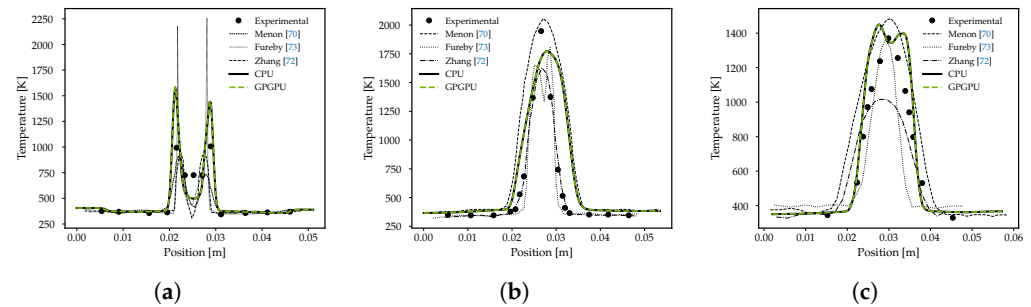 2250
2000
1750
1500
1250
1000
750
500
250
Temperature [K]
0.00 0.01 0.02 0.03 0.04 0.05
Position [m]
Experimental
Menon [70]
Fureby [73]
Zhang [72]
CPU
GPGPU
(a)
2000
1750
1500
1250
1000
750
500
250
Temperature [K]
0.00 0.01 0.02 0.03 0.04 0.05
Position [m]
Experimental
Menon [70]
Fureby [73]
Zhang [72]
CPU
GPGPU
(b)
1400
1200
1000
800
600
400
Temperature [K]
0.00 0.01 0.02 0.03 0.04 0.05 0.06
Position [m]
Experimental
Menon [70]
Fureby [73]
Zhang [72]
CPU
GPGPU
(c)